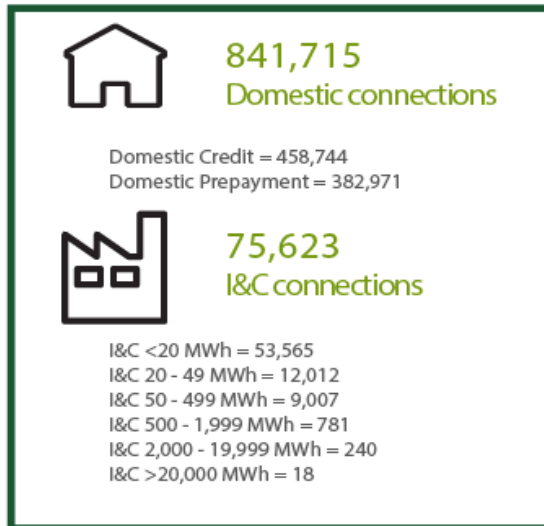 841,715
Domestic connections
Domestic Credit = 458,744
Domestic Prepayment = 382,971
75,623
I&C connections
I&C <20 MWh = 53,565
I&C 20 - 49 MWh = 12,012
I&C 50 - 499 MWh = 9,007
I&C 500 - 1,999 MWh = 781
I&C 2,000 - 19,999 MWh = 240
I&C >20,000 MWh = 18